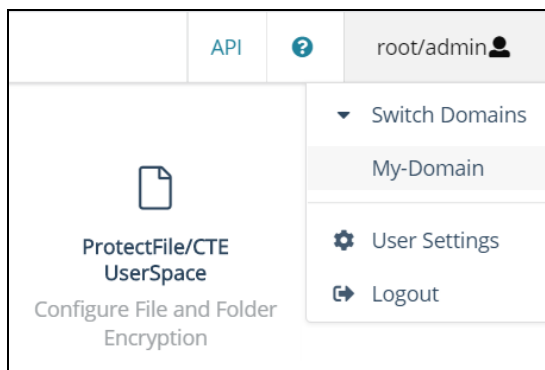 API
?
root/admin
Switch Domains
My-Domain
User Settings
Logout
ProtectFile/CTE
UserSpace
Configure File and Folder
Encryption